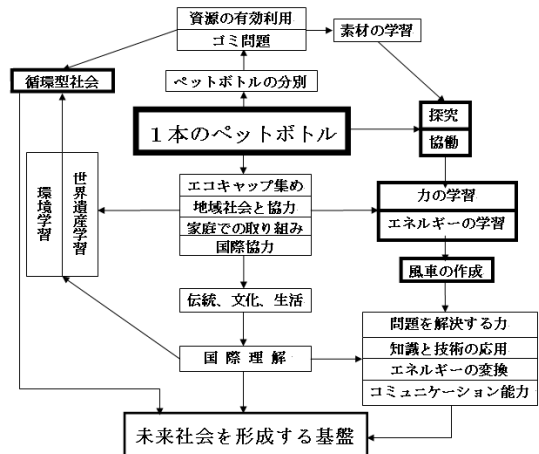 資源の有効利用
ゴミ問題
素材の学習
循環型社会
ペットボトルの分別
1本のペットボトル
探究
協働
エコキャップ集め
地域社会と協力
家庭での取り組み
国際協力
世界遺産学習
環境学習
力の学習
エネルギーの学習
風車の作成
伝統、文化、生活
問題を解決する力
知識と技術の応用
エネルギーの変換
コミュニケーション能力
国際理解
未来社会を形成する基盤